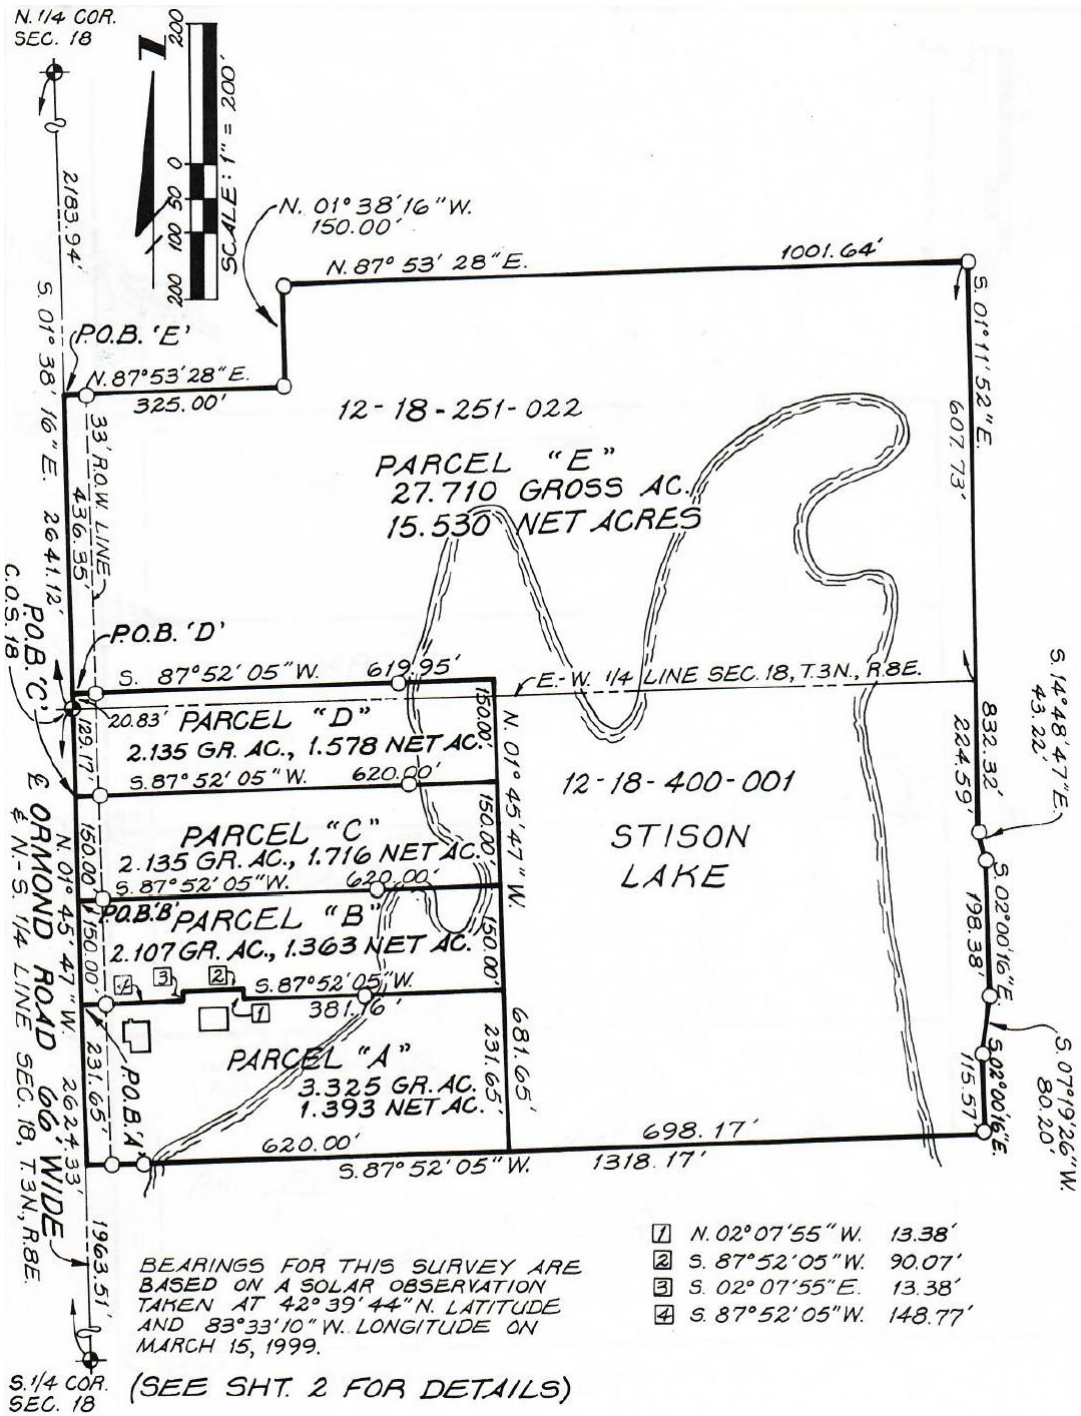 N. 1/4 COR.
SEC. 18
200
0
50
100
200
SCALE: 1" = 200'
2183.94'
S. 01° 38' 16" E. 2641.12'
N. 01° 38' 16" W.
150.00'
N. 87° 53' 28" E.
1001.64'
P.O.B. 'E'
N. 87° 53' 28" E.
325.00'
33' R.O.W. LINE
436.35'
12-18-251-022
PARCEL "E"
27.710 GROSS AC.
15.530 NET ACRES
S. 01° 11' 52" E.
607.73'
C.O.S. 18
P.O.B. 'C'
P.O.B. 'D'
S. 87° 52' 05" W. 619.95'
E.-W. 1/4 LINE SEC. 18, T.3N., R.8E.
20.83'
129.17'
PARCEL "D"
2.135 GR. AC., 1.578 NET AC.
150.00'
S. 87° 52' 05" W. 620.00'
N. 01° 45' 47" W.
681.65'
12-18-400-001
STISON
LAKE
832.32'
224.59'
S. 14° 48' 47" E.
43.22'
150.00'
PARCEL "C"
2.135 GR. AC., 1.716 NET AC.
150.00'
S. 87° 52' 05" W. 620.00'
P.O.B. 'B'
PARCEL "B"
2.107 GR. AC., 1.363 NET AC.
150.00'
150.00'
S. 87° 52' 05" W.
381.16'
4
3
2
1
S. 02° 00' 16" E.
198.38'
S. 07° 19' 26" W.
80.20'
S. 02° 00' 16" E.
115.57'
PARCEL "A"
3.325 GR. AC.
1.393 NET AC.
231.65'
231.65'
P.O.B. 'A'
620.00'
698.17'
S. 87° 52' 05" W. 1318.17'
N. 01° 45' 47" W. 2624.33'
℄ ORMOND ROAD 66' WIDE
& N.-S. 1/4 LINE SEC. 18, T.3N., R.8E.
1963.51'
S. 1/4 COR.
SEC. 18
BEARINGS FOR THIS SURVEY ARE
BASED ON A SOLAR OBSERVATION
TAKEN AT 42° 39' 44" N. LATITUDE
AND 83° 33' 10" W. LONGITUDE ON
MARCH 15, 1999.
(SEE SHT. 2 FOR DETAILS)
1 N. 02° 07' 55" W. 13.38'
2 S. 87° 52' 05" W. 90.07'
3 S. 02° 07' 55" E. 13.38'
4 S. 87° 52' 05" W. 148.77'